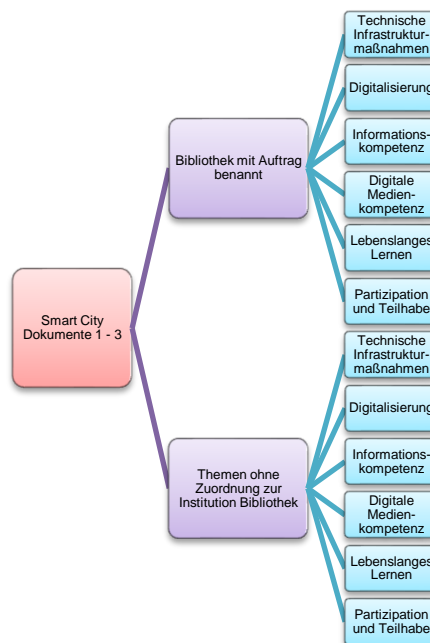 Smart City
Dokumente 1 - 3
Bibliothek mit Auftrag
benannt
Technische
Infrastruktur-
maßnahmen
Digitalisierung
Informations-
kompetenz
Digitale
Medien-
kompetenz
Lebenslanges
Lernen
Partizipation
und Teilhabe
Themen ohne
Zuordnung zur
Institution Bibliothek
Technische
Infrastruktur-
maßnahmen
Digitalisierung
Informations-
kompetenz
Digitale
Medien-
kompetenz
Lebenslanges
Lernen
Partizipation
und Teilhabe